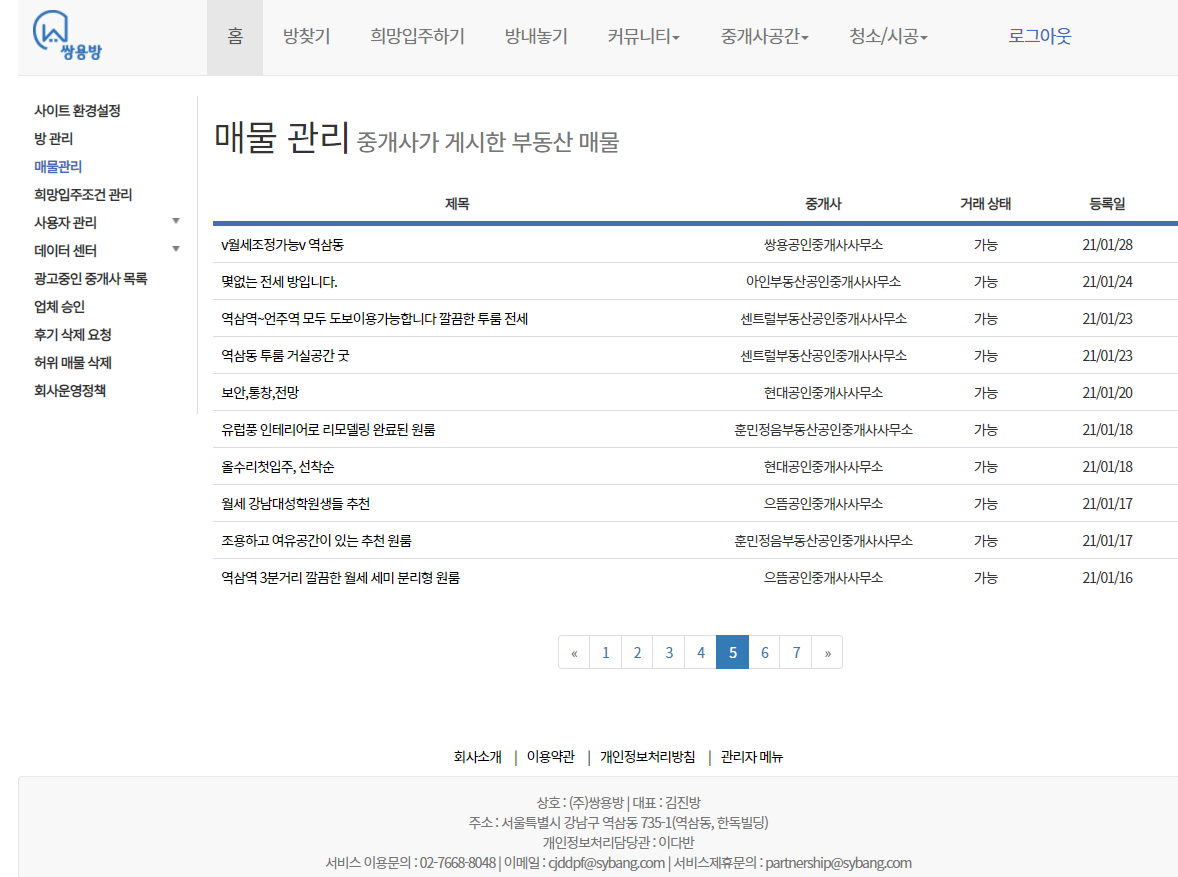 쌍용방
홈 방찾기 희망입주하기 방내놓기 커뮤니티 중개사공간 청소/시공 로그아웃
사이트 환경설정
방 관리
매물관리
희망입주조건 관리
사용자 관리
데이터 센터
광고중인 중개사 목록
업체 승인
후기 삭제 요청
허위 매물 삭제
회사운영정책
매물 관리 중개사가 게시한 부동산 매물
제목 중개사 거래 상태 등록일
v월세조정가능v 역삼동 쌍용공인중개사사무소 가능 21/01/28
몇없는 전세 방입니다. 아인부동산공인중개사사무소 가능 21/01/24
역삼역~언주역 모두 도보이용가능합니다 깔끔한 투룸 전세 센트럴부동산공인중개사사무소 가능 21/01/23
역삼동 투룸 거실공간 굿 센트럴부동산공인중개사사무소 가능 21/01/23
보안,통창,전망 현대공인중개사사무소 가능 21/01/20
유럽풍 인테리어로 리모델링 완료된 원룸 훈민정음부동산공인중개사사무소 가능 21/01/18
올수리첫입주, 선착순 현대공인중개사사무소 가능 21/01/18
월세 강남대성학원생들 추천 으뜸공인중개사사무소 가능 21/01/17
조용하고 여유공간이 있는 추천 원룸 훈민정음부동산공인중개사사무소 가능 21/01/17
역삼역 3분거리 깔끔한 월세 세미 분리형 원룸 으뜸공인중개사사무소 가능 21/01/16
« 1 2 3 4 5 6 7 »
회사소개 | 이용약관 | 개인정보처리방침 | 관리자 메뉴
상호 : (주)쌍용방 | 대표 : 김진방
주소 : 서울특별시 강남구 역삼동 735-1(역삼동, 한독빌딩)
개인정보처리담당관 : 이다반
서비스 이용문의 : 02-7668-8048 | 이메일 : cjddpf@sybang.com | 서비스제휴문의 : partnership@sybang.com